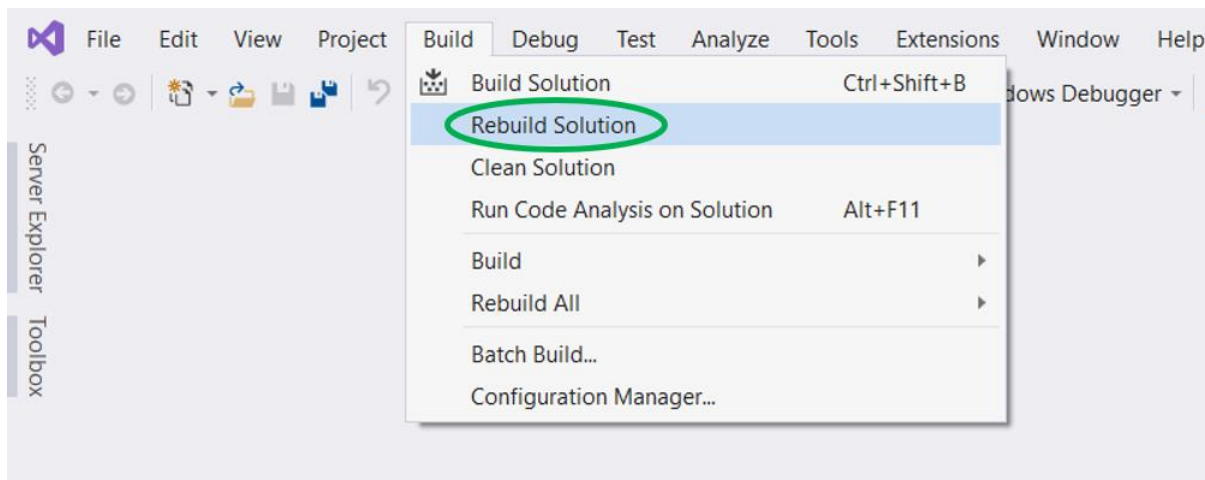 File Edit View Project Build Debug Test Analyze Tools Extensions Window Help
Build Solution Ctrl+Shift+B
dows Debugger
Rebuild Solution
Clean Solution
Run Code Analysis on Solution Alt+F11
Build
Rebuild All
Batch Build...
Configuration Manager...
Server Explorer
Toolbox